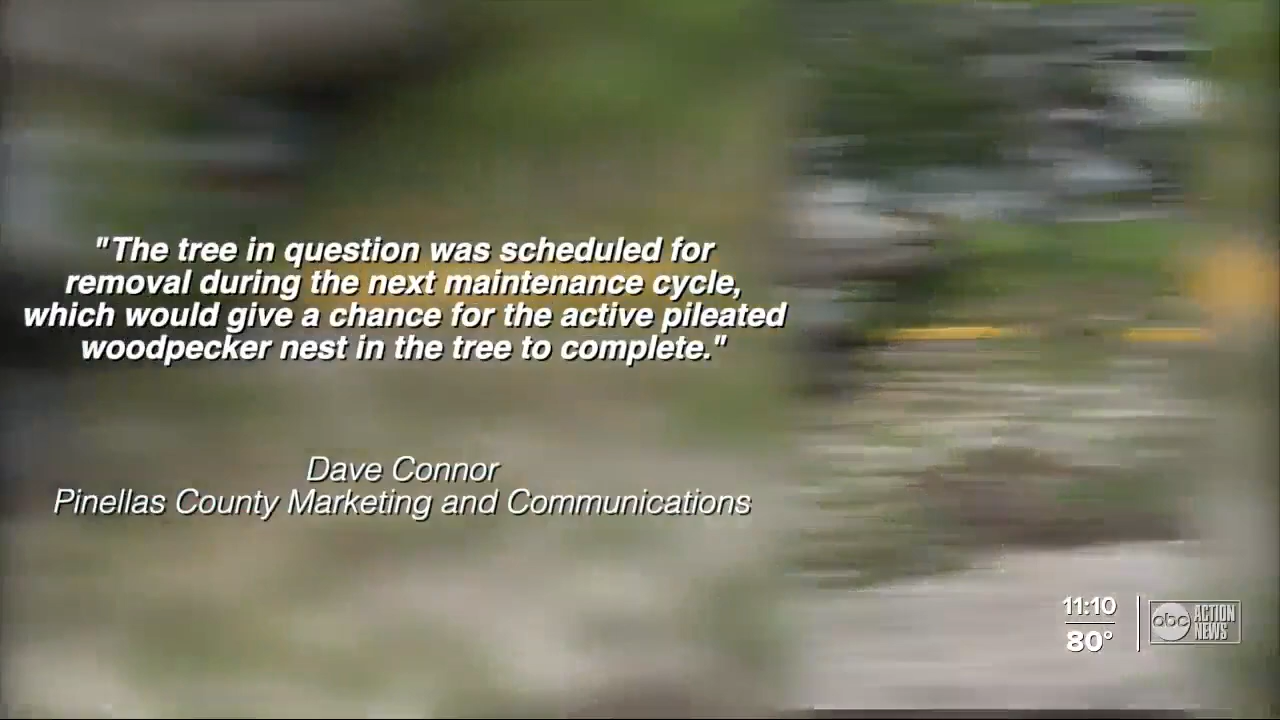 "The tree in question was scheduled for
removal during the next maintenance cycle,
which would give a chance for the active pileated
woodpecker nest in the tree to complete."
Dave Connor
Pinellas County Marketing and Communications
11:10
80°
abc ACTION NEWS